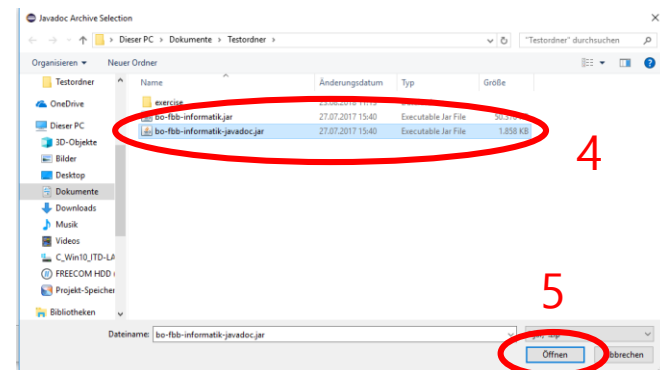 Javadoc Archive Selection
Dieser PC > Dokumente > Testordner >
"Testordner" durchsuchen
Organisieren
Neuer Ordner
Testordner
OneDrive
Dieser PC
3D-Objekte
Bilder
Desktop
Dokumente
Downloads
Musik
Videos
C_Win10_ITD-LA
FREECOM HDD
Projekt-Speicher
Bibliotheken
Name Änderungsdatum Typ Größe
exercise
bo-fbb-informatik.jar 27.07.2017 15:40 Executable Jar File KB
bo-fbb-informatik-javadoc.jar 27.07.2017 15:40 Executable Jar File 1.858 KB
4
5
Dateiname: bo-fbb-informatik-javadoc.jar
Öffnen